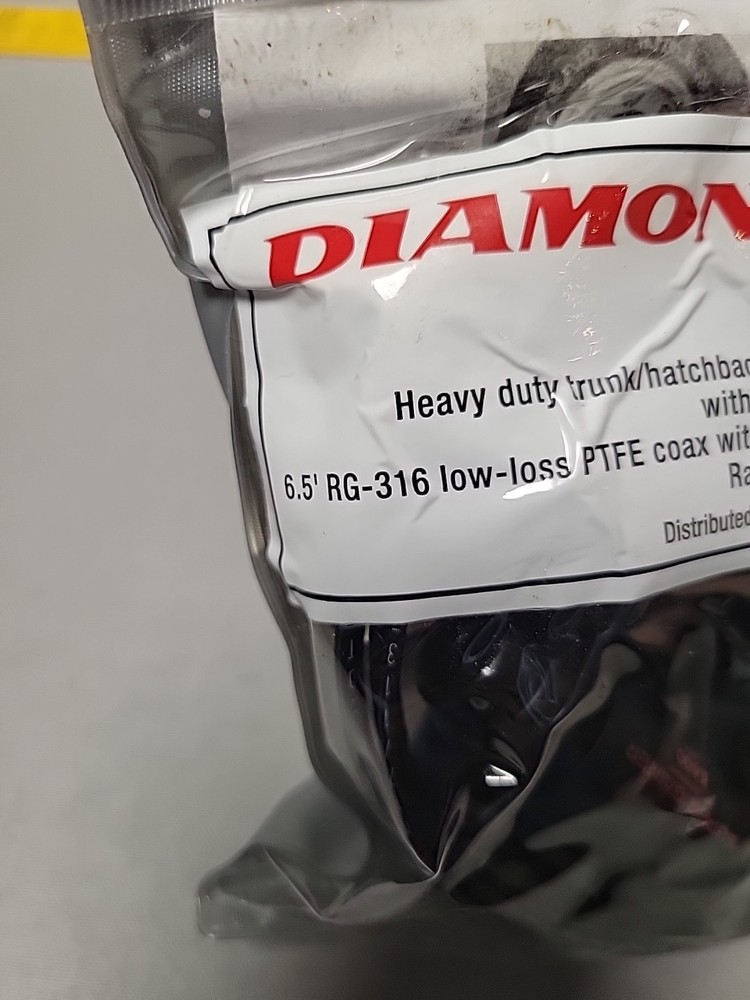 DIAMON
Heavy duty trunk/hatchbac
with
6.5' RG-316 low-loss PTFE coax wit
Ra
Distributed